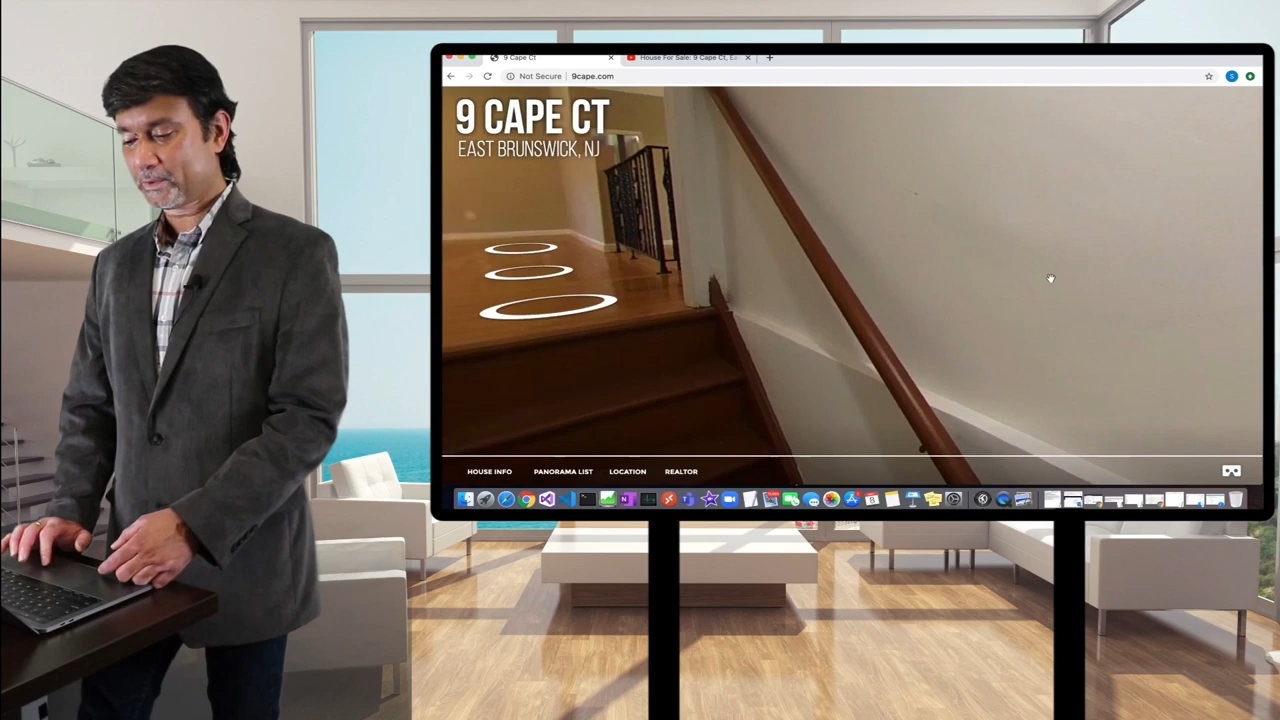 9 Cape Ct
House For Sale: 9 Cape Ct, Ea
Not Secure
9cape.com
S
9 CAPE CT
EAST BRUNSWICK, NJ
HOUSE INFO
PANORAMA LIST
LOCATION
REALTOR